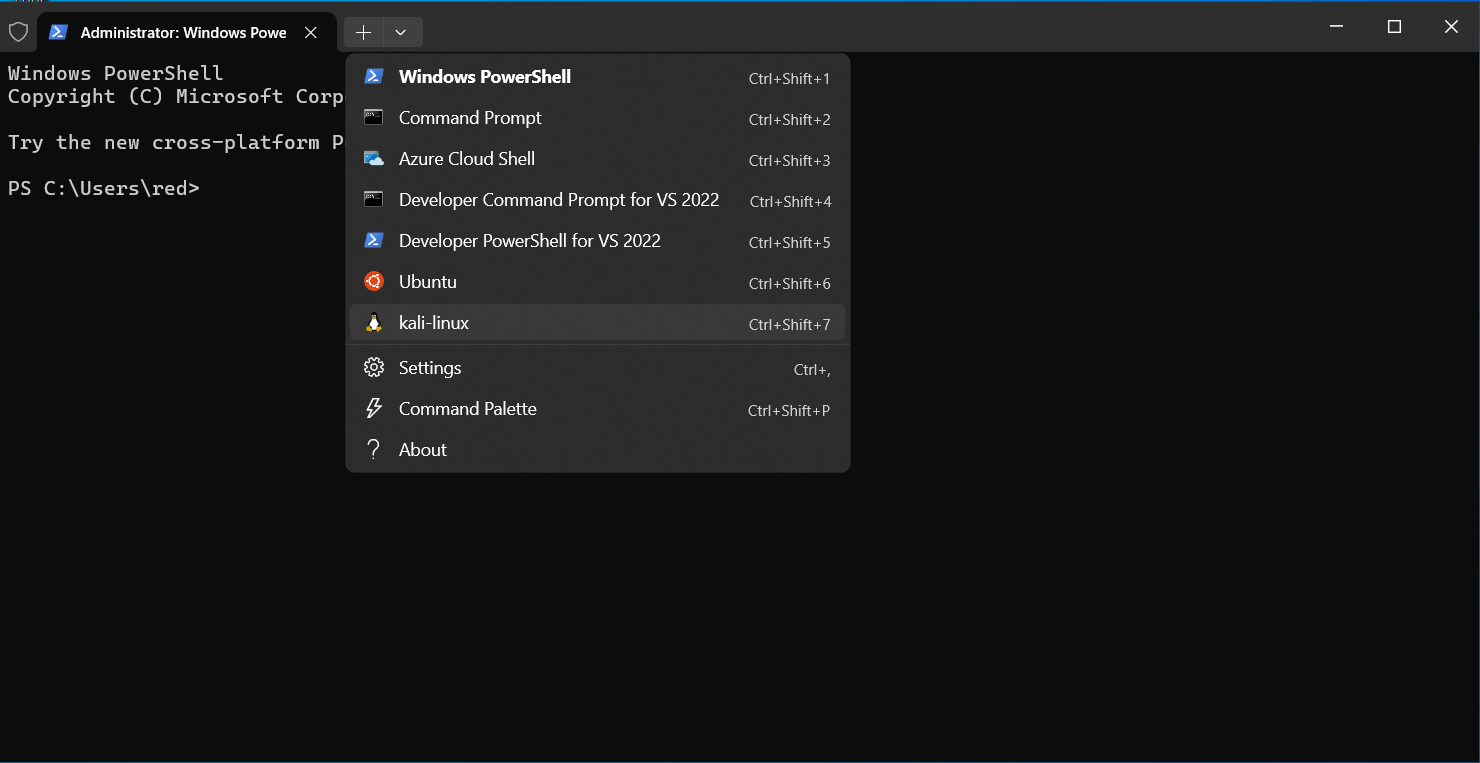 Administrator: Windows Powe
Windows PowerShell
Copyright (C) Microsoft Corp
Try the new cross-platform P
PS C:\Users\red>
Windows PowerShell Ctrl+Shift+1
Command Prompt Ctrl+Shift+2
Azure Cloud Shell Ctrl+Shift+3
Developer Command Prompt for VS 2022 Ctrl+Shift+4
Developer PowerShell for VS 2022 Ctrl+Shift+5
Ubuntu Ctrl+Shift+6
kali-linux Ctrl+Shift+7
Settings Ctrl+,
Command Palette Ctrl+Shift+P
About